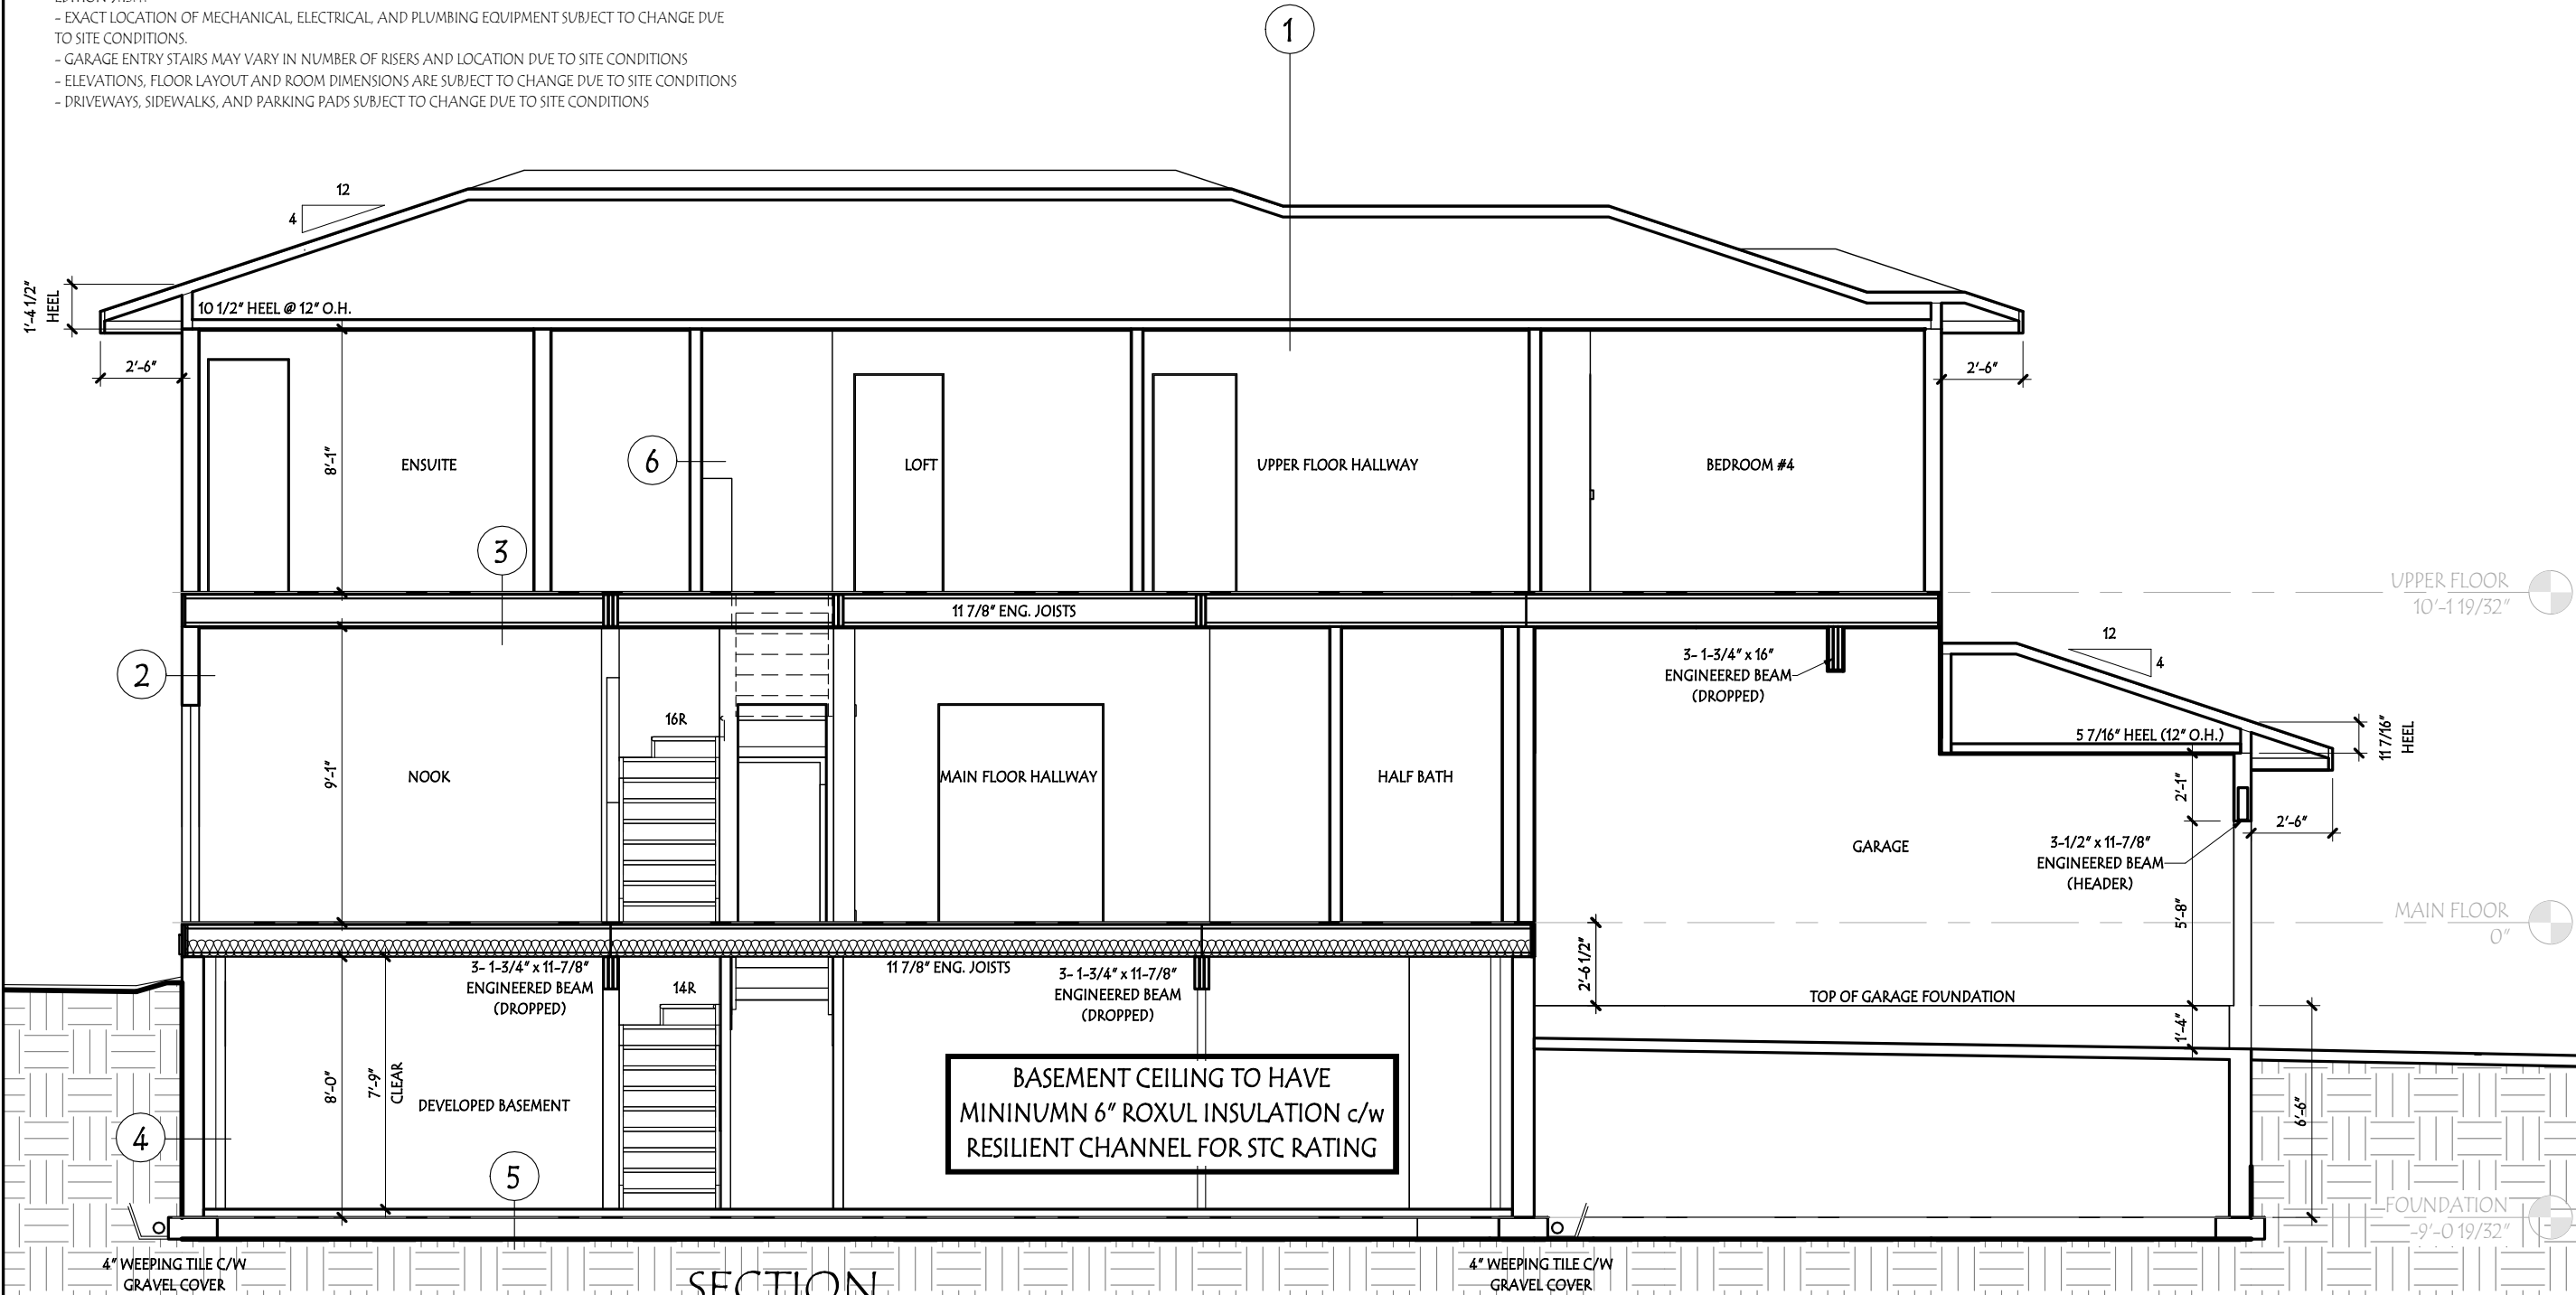 - EXACT LOCATION OF MECHANICAL, ELECTRICAL, AND PLUMBING EQUIPMENT SUBJECT TO CHANGE DUE
TO SITE CONDITIONS.
- GARAGE ENTRY STAIRS MAY VARY IN NUMBER OF RISERS AND LOCATION DUE TO SITE CONDITIONS
- ELEVATIONS, FLOOR LAYOUT AND ROOM DIMENSIONS ARE SUBJECT TO CHANGE DUE TO SITE CONDITIONS
- DRIVEWAYS, SIDEWALKS, AND PARKING PADS SUBJECT TO CHANGE DUE TO SITE CONDITIONS
1
12
4
1'-4 1/2"
HEEL
10 1/2" HEEL @ 12" O.H.
2'-6"
2'-6"
8'-1"
ENSUITE
6
LOFT
UPPER FLOOR HALLWAY
BEDROOM #4
3
UPPER FLOOR
10'-1 19/32"
11 7/8" ENG. JOISTS
2
3- 1-3/4" x 16"
ENGINEERED BEAM
(DROPPED)
12
4
16R
5 7/16" HEEL (12" O.H.)
11 7/16"
HEEL
9'-1"
NOOK
MAIN FLOOR HALLWAY
HALF BATH
2'-1"
2'-6"
GARAGE
3-1/2" x 11-7/8"
ENGINEERED BEAM
(HEADER)
5'-8"
MAIN FLOOR
0"
2'-6 1/2"
3- 1-3/4" x 11-7/8"
ENGINEERED BEAM
(DROPPED)
14R
11 7/8" ENG. JOISTS
3- 1-3/4" x 11-7/8"
ENGINEERED BEAM
(DROPPED)
TOP OF GARAGE FOUNDATION
1'-4"
8'-0"
7'-9"
CLEAR
DEVELOPED BASEMENT
BASEMENT CEILING TO HAVE
MININUMN 6" ROXUL INSULATION c/w
RESILIENT CHANNEL FOR STC RATING
6'-6"
4
5
FOUNDATION
-9'-0 19/32"
4" WEEPING TILE C/W
GRAVEL COVER
SECTION
4" WEEPING TILE C/W
GRAVEL COVER